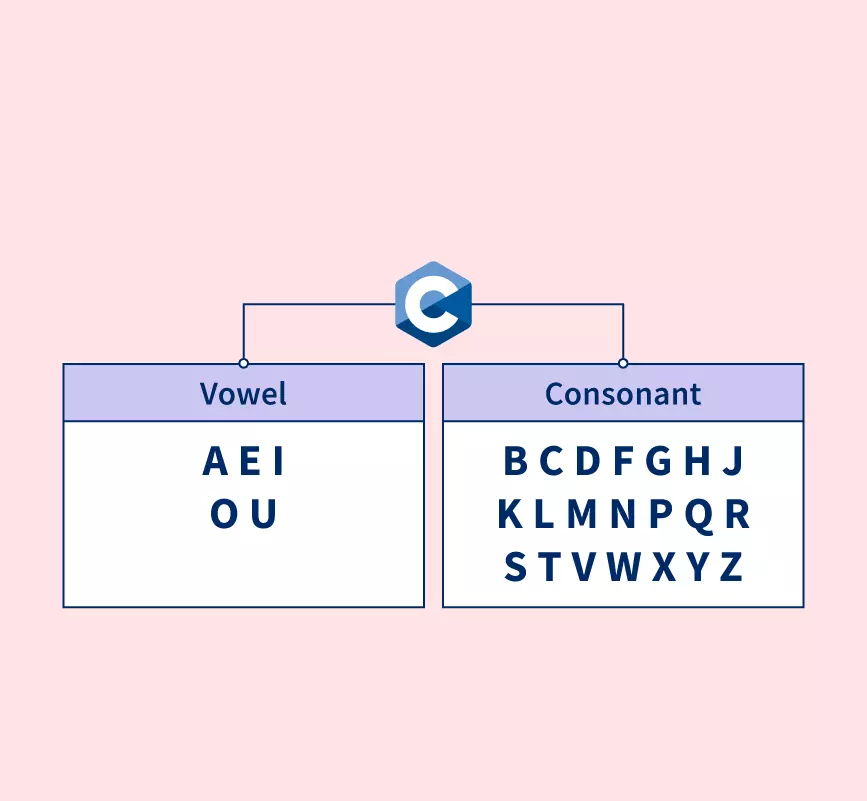 C
Vowel
A E I
O U
Consonant
B C D F G H J
K L M N P Q R
S T V W X Y Z